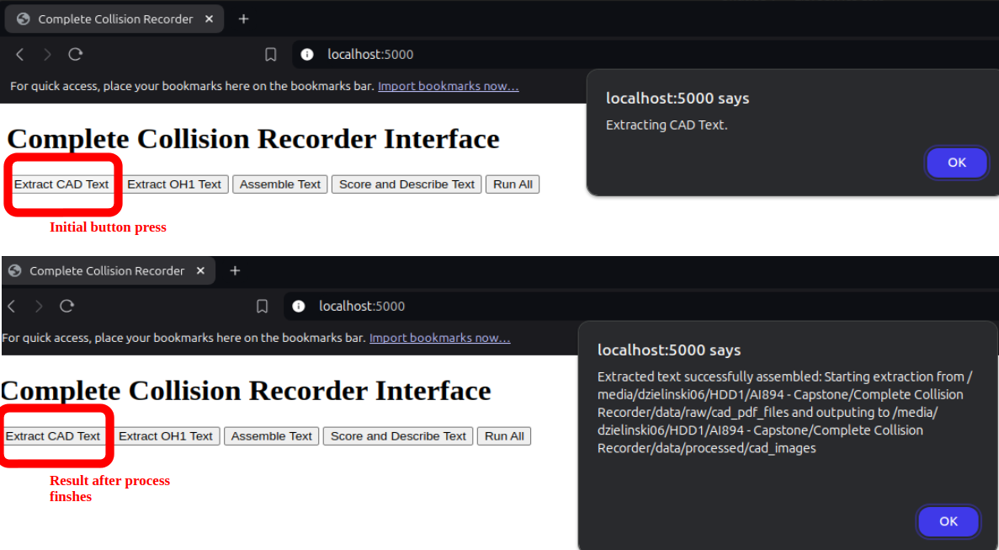 Complete Collision Recorder
localhost:5000
For quick access, place your bookmarks here on the bookmarks bar. Import bookmarks now...
localhost:5000 says
Extracting CAD Text.
OK
Complete Collision Recorder Interface
Extract CAD Text Extract OH1 Text Assemble Text Score and Describe Text Run All
Initial button press
Complete Collision Recorder
localhost:5000
For quick access, place your bookmarks here on the bookmarks bar. Import bookmarks now...
localhost:5000 says
Extracted text successfully assembled: Starting extraction from /
media/dzielinski06/HDD1/AI894 - Capstone/Complete Collision
Recorder/data/raw/cad_pdf_files and outputing to /media/
dzielinski06/HDD1/AI894 - Capstone/Complete Collision
Recorder/data/processed/cad_images
OK
Complete Collision Recorder Interface
Extract CAD Text Extract OH1 Text Assemble Text Score and Describe Text Run All
Result after process
finshes